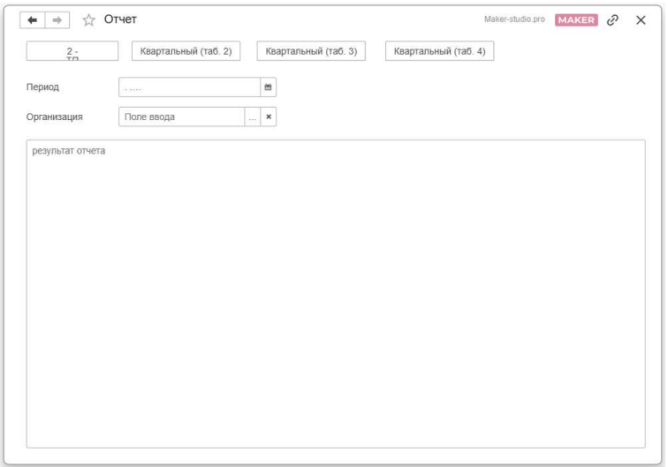 Отчет
Maker-studio.pro MAKER
2 -
Квартальный (таб. 2)
Квартальный (таб. 3)
Квартальный (таб. 4)
Период
. .....
Организация
Поле ввода
...
результат отчета